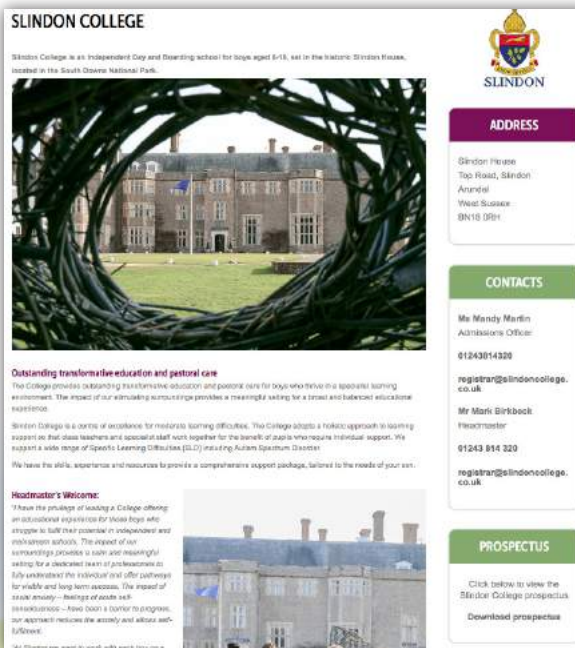 SLINDON COLLEGE
Slindon College is an Independent Day and Boarding school for boys aged 8-18, set in the historic Slindon House,
located in the South Downs National Park.
Outstanding transformative education and pastoral care
The College provides outstanding transformative education and pastoral care for boys who thrive in a specialist learning
environment. The impact of our stimulating surroundings provides a meaningful setting for a broad and balanced educational
experience.
Slindon College is a centre of excellence for moderate learning difficulties. The College adopts a holistic approach to learning
support so that class teachers and specialist staff work together for the benefit of pupils who require individual support. We
support a wide range of Specific Learning Difficulties (SLD) including Autism Spectrum Disorder.
We have the skills, experience and resources to provide a comprehensive support package, tailored to the needs of your son.
Headmaster's Welcome:
"I have the privilege of leading a College offering
an educational experience for those boys who
struggle to fulfil their potential in independent and
mainstream schools. The impact of our
surroundings provides a calm and meaningful
setting for a dedicated team of professionals to
fully understand the individual and offer pathways
for viable and long term success. The impact of
social anxiety – feelings of acute self-
consciousness – have been a barrier to progress,
our approach reduces the anxiety and allows self-
fulfilment.
SLINDON
ADDRESS
Slindon House
Top Road, Slindon
Arundel
West Sussex
BN18 0RH
CONTACTS
Ms Mandy Martin
Admissions Officer
01243814320
registrar@slindoncollege.
co.uk
Mr Mark Birkbeck
Headmaster
01243 814 320
registrar@slindoncollege.
co.uk
PROSPECTUS
Click below to view the
Slindon College prospectus
Download prospectus